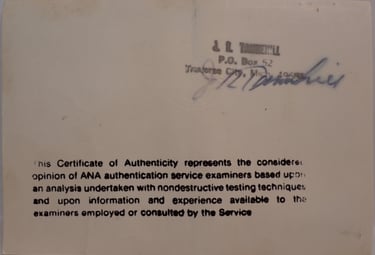 J. R.
P.O. Box 52
Traverse City, Mich.
This Certificate of Authenticity represents the considered
opinion of ANA authentication service examiners based upon
an analysis undertaken with nondestructive testing techniques
and upon information and experience available to the
examiners employed or consulted by the Service